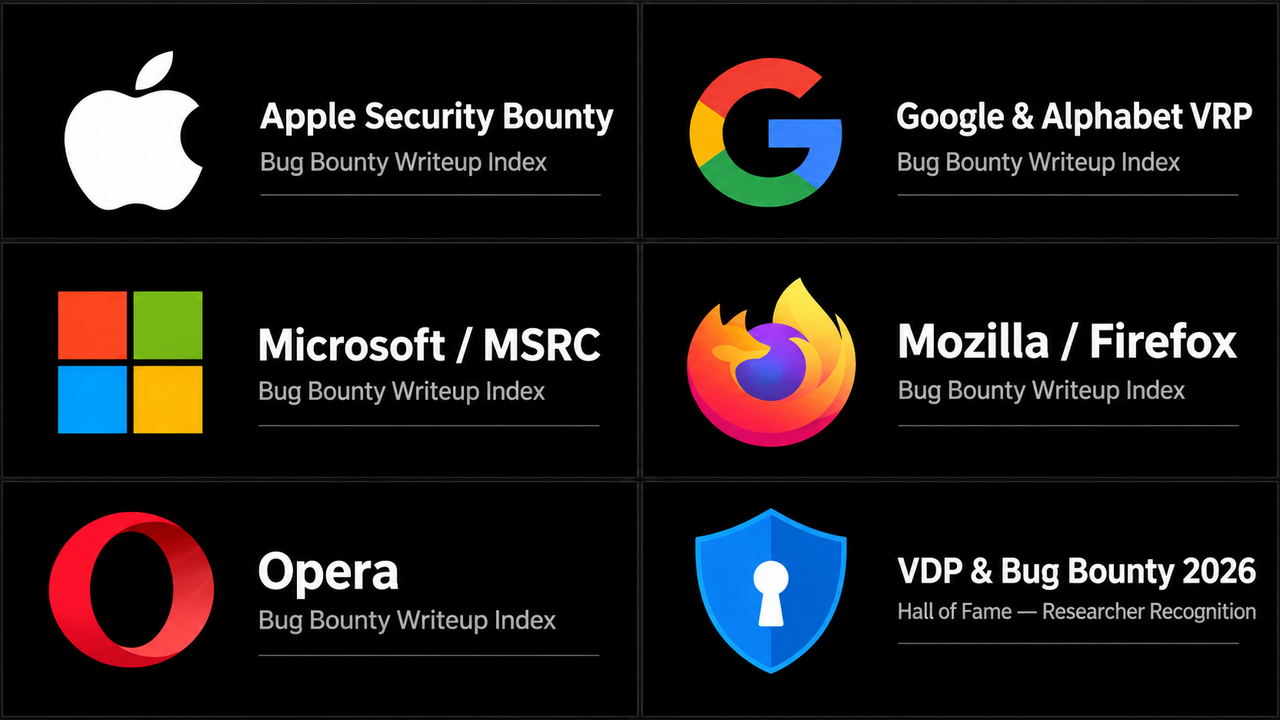 Apple Security Bounty
Bug Bounty Writeup Index
Google & Alphabet VRP
Bug Bounty Writeup Index
Microsoft / MSRC
Bug Bounty Writeup Index
Mozilla / Firefox
Bug Bounty Writeup Index
Opera
Bug Bounty Writeup Index
VDP & Bug Bounty 2026
Hall of Fame — Researcher Recognition